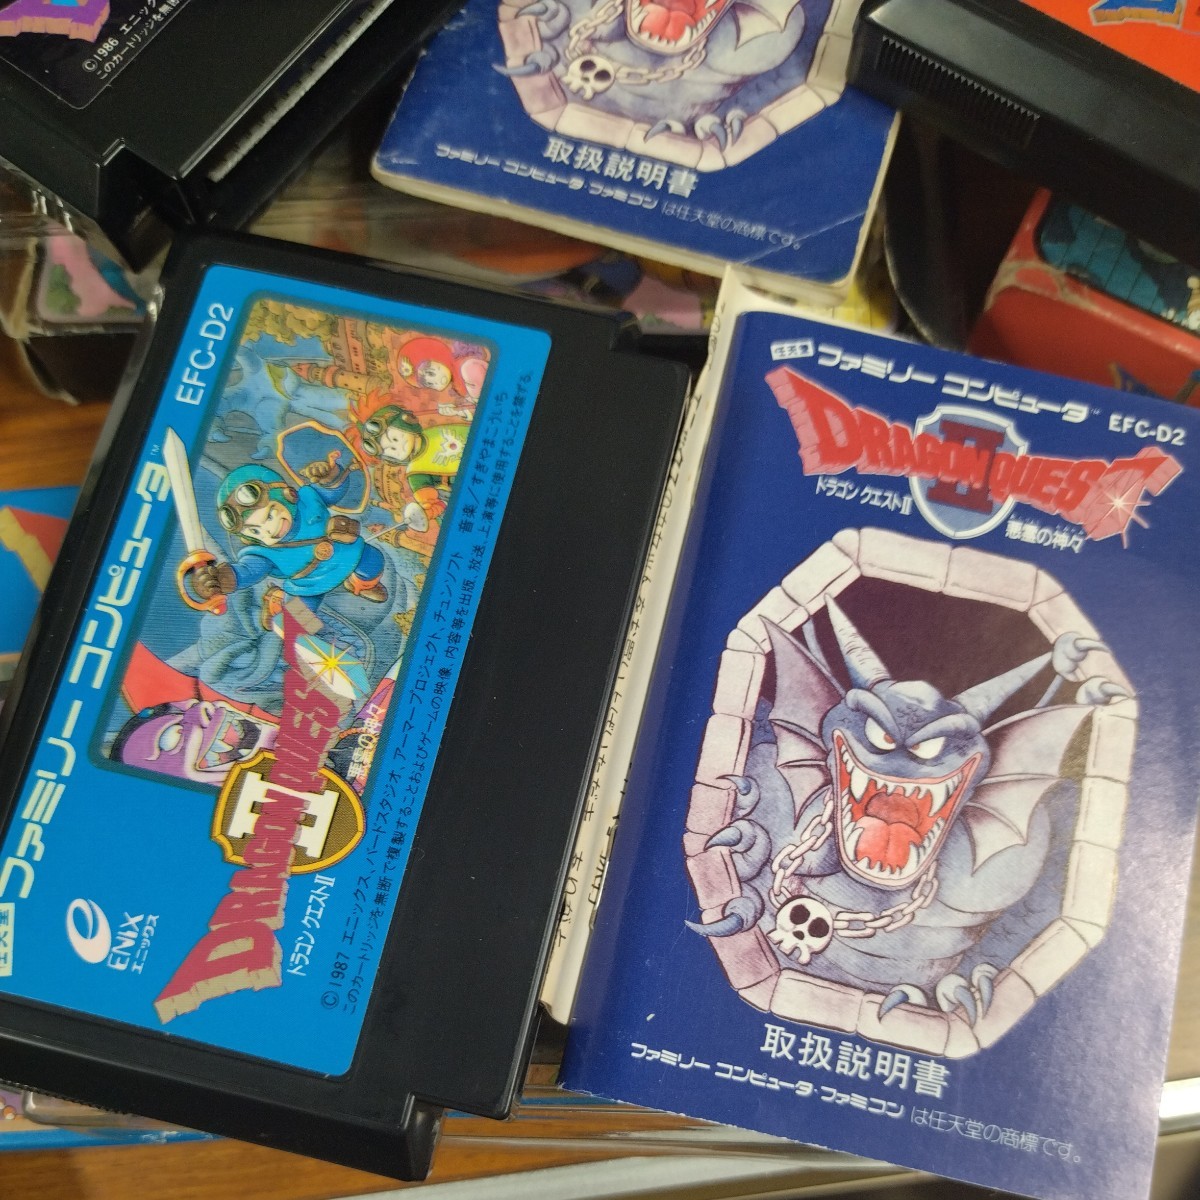 ©1986 エニッ
このカートリッジを無断
取扱説明書
ファミリー コンピュータ・ファミコン は任天堂の商標です。
EFC-D2
ファミリー コンピュータ™
DRAGON QUEST
II
ドラゴン クエストII
悪霊の神々
ENIX
エニックス
音楽/すぎやまこういち
©1987 エニックス、バードスタジオ、アーマープロジェクト、チュンソフト
このカートリッジを無断で複製することおよびゲームの映像、内容等を出版、放送、上演等に使用することを禁ずる。
任天堂
ファミリー コンピュータ™
EFC-D2
DRAGON QUEST
II
ドラゴン クエストII
悪霊の神々
取扱説明書
ファミリー コンピュータ・ファミコン は任天堂の商標です。